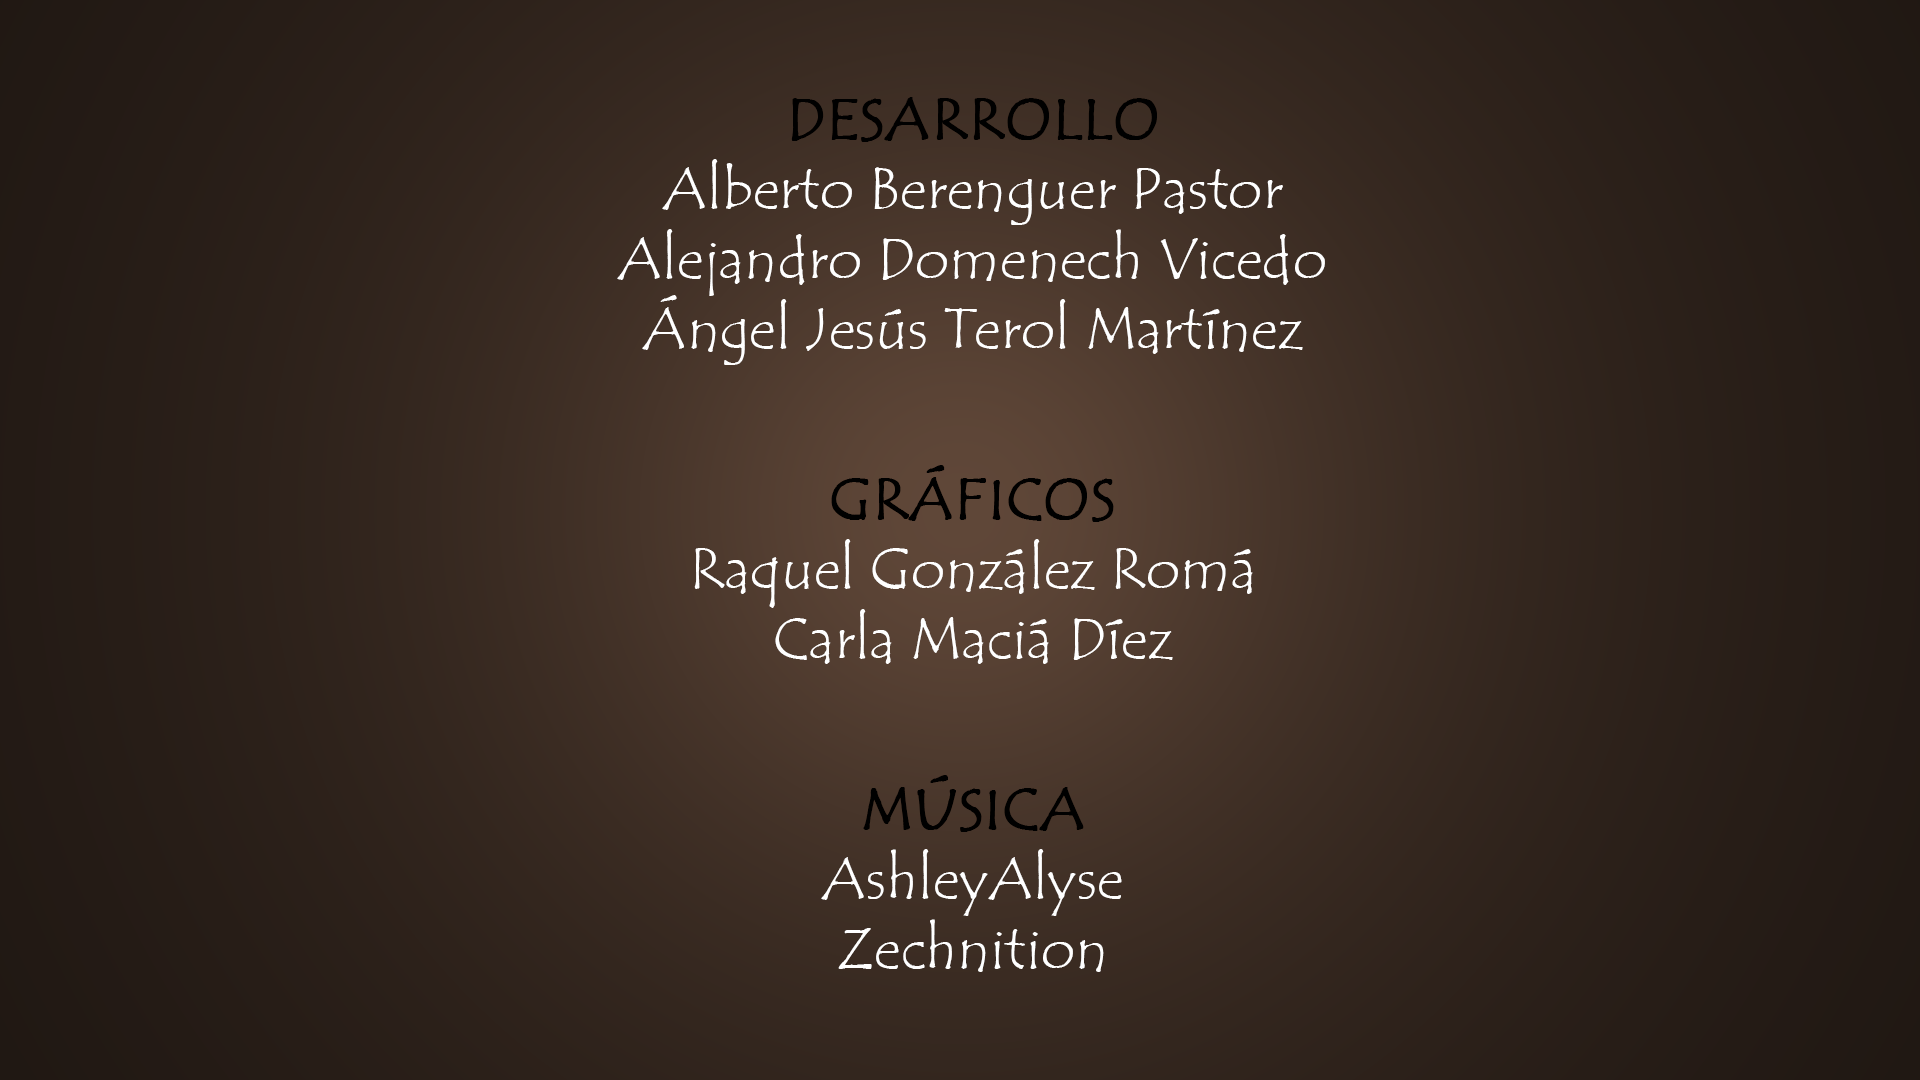 DESARROLLO
Alberto Berenguer Pastor
Alejandro Domenech Vicedo
Ángel Jesús Terol Martínez
GRÁFICOS
Raquel González Romá
Carla Maciá Díez
MÚSICA
AshleyAlyse
Zechnition